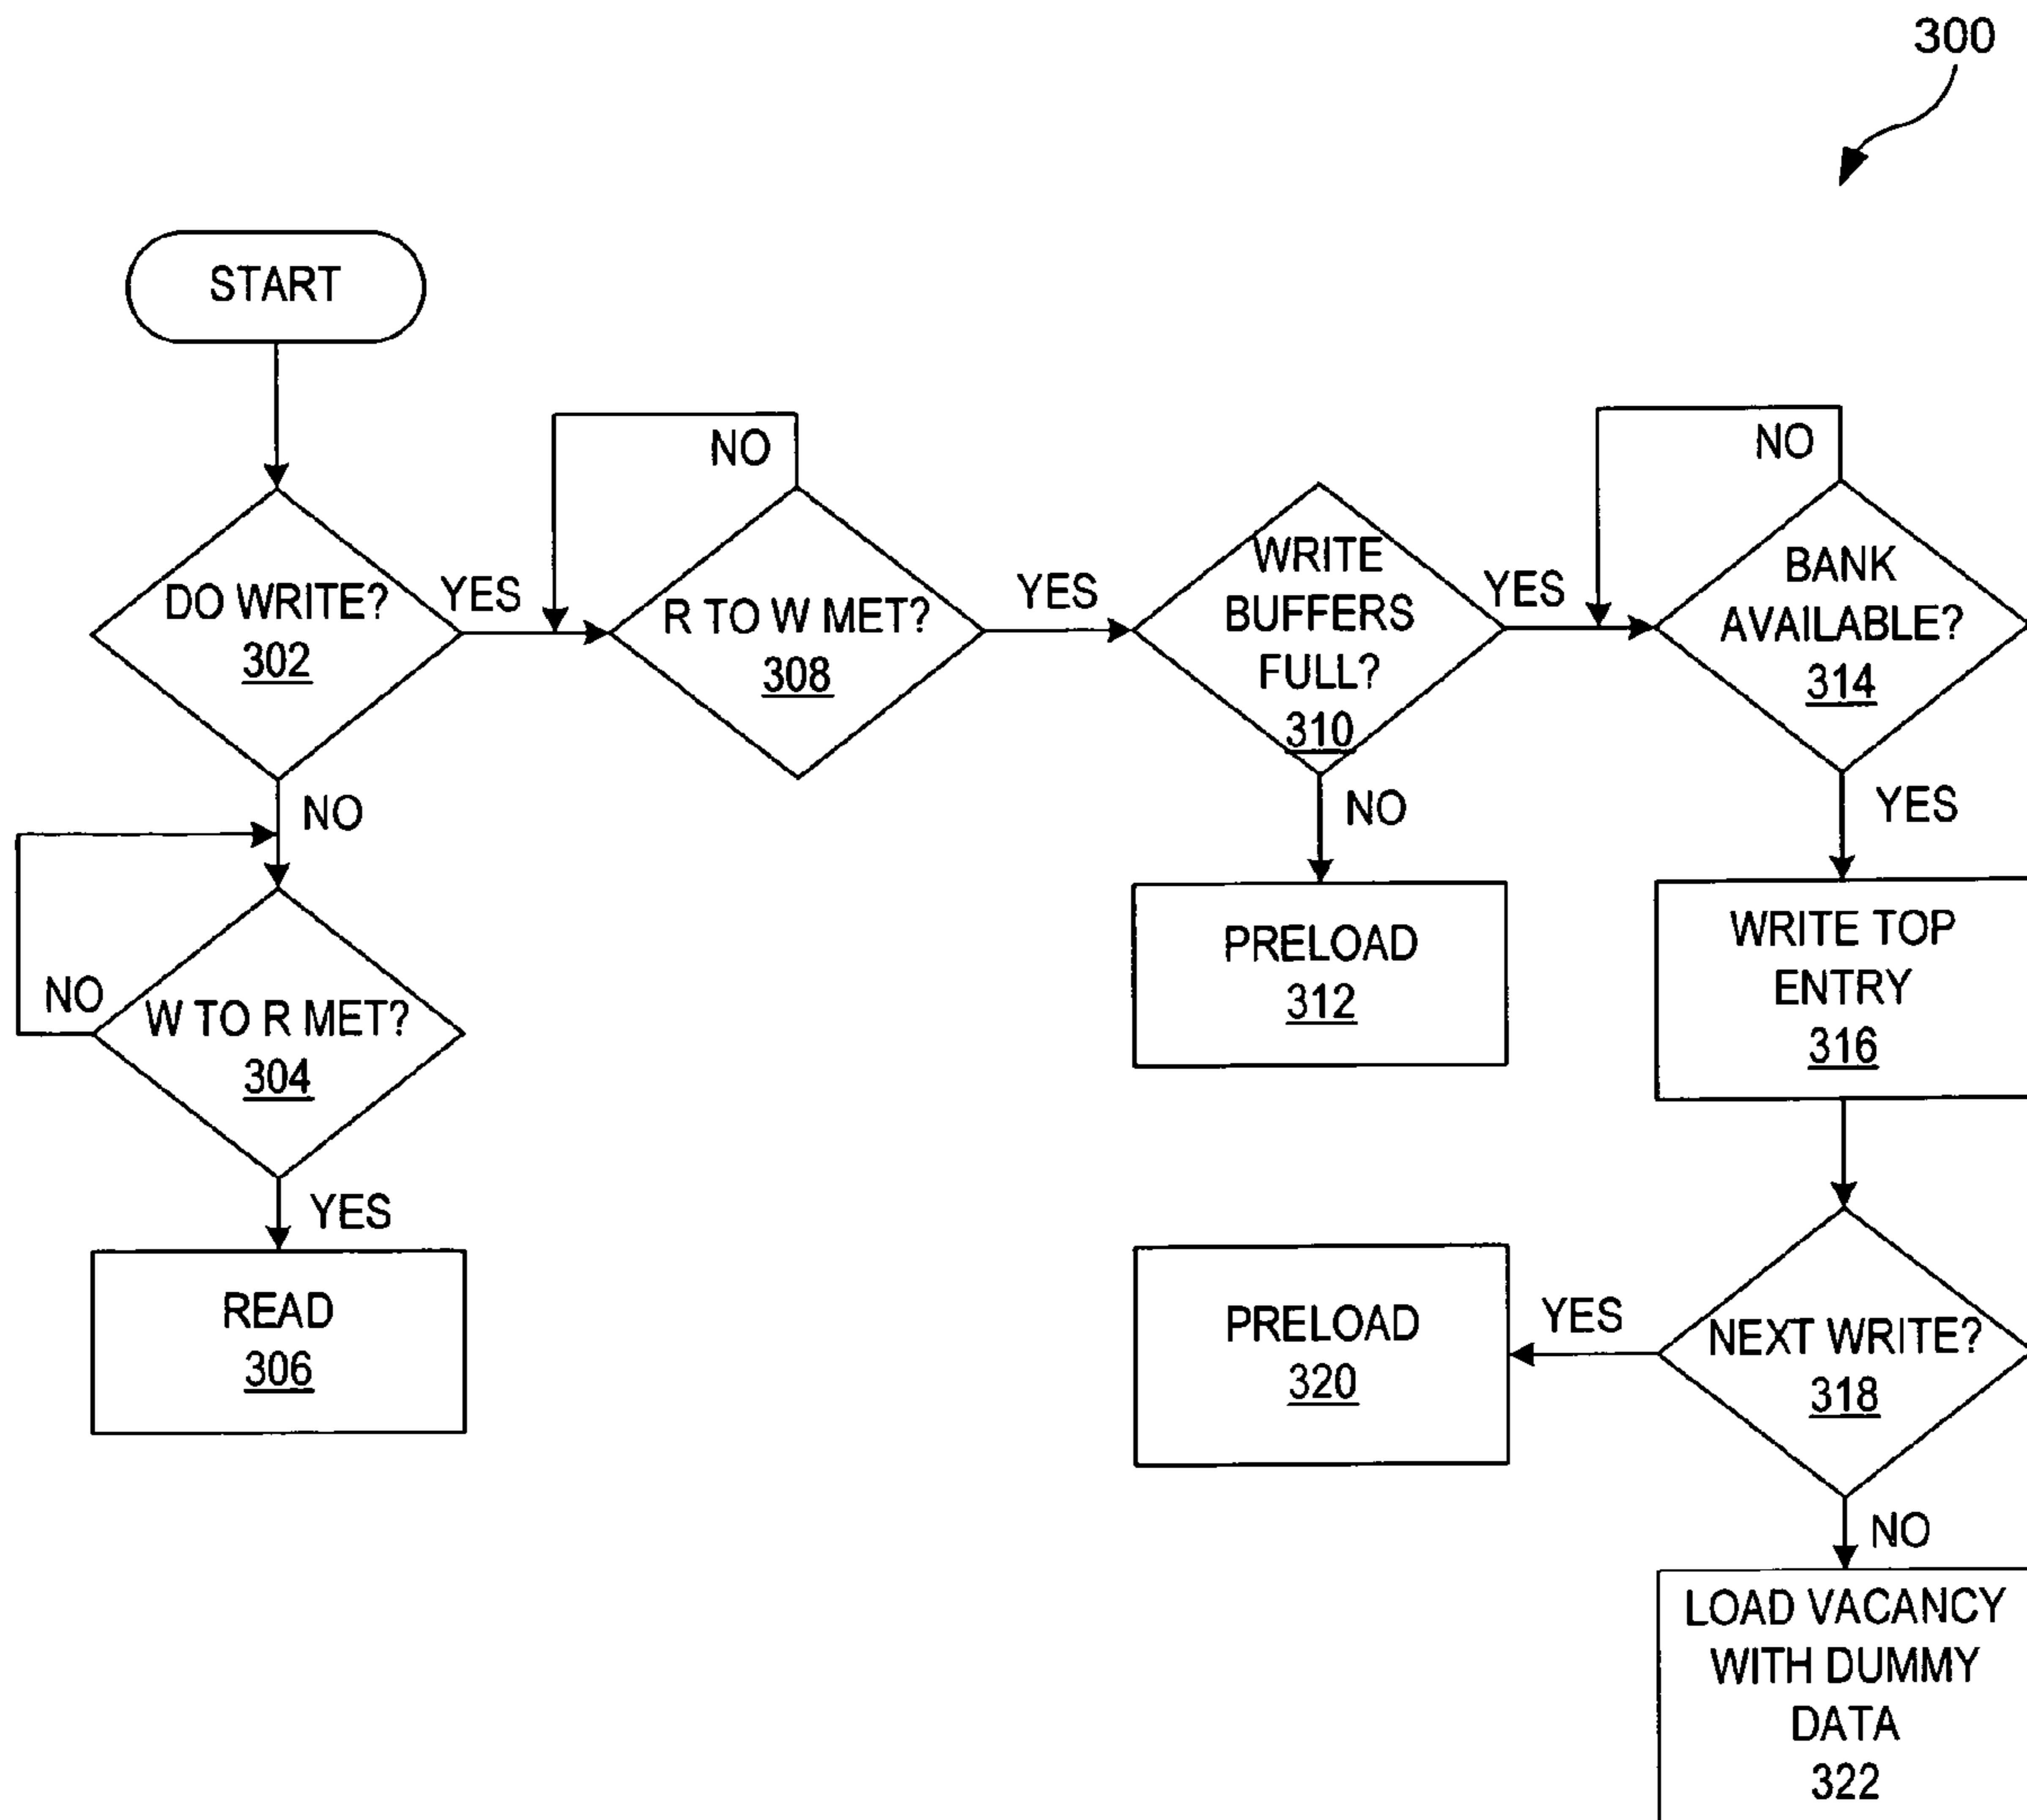 300
START
DO WRITE?
302
YES
NO
R TO W MET?
308
YES
WRITE
BUFFERS
FULL?
310
YES
NO
BANK
AVAILABLE?
314
NO
W TO R MET?
304
NO
YES
READ
306
NO
PRELOAD
312
YES
WRITE TOP
ENTRY
316
NEXT WRITE?
318
YES
PRELOAD
320
NO
LOAD VACANCY
WITH DUMMY
DATA
322